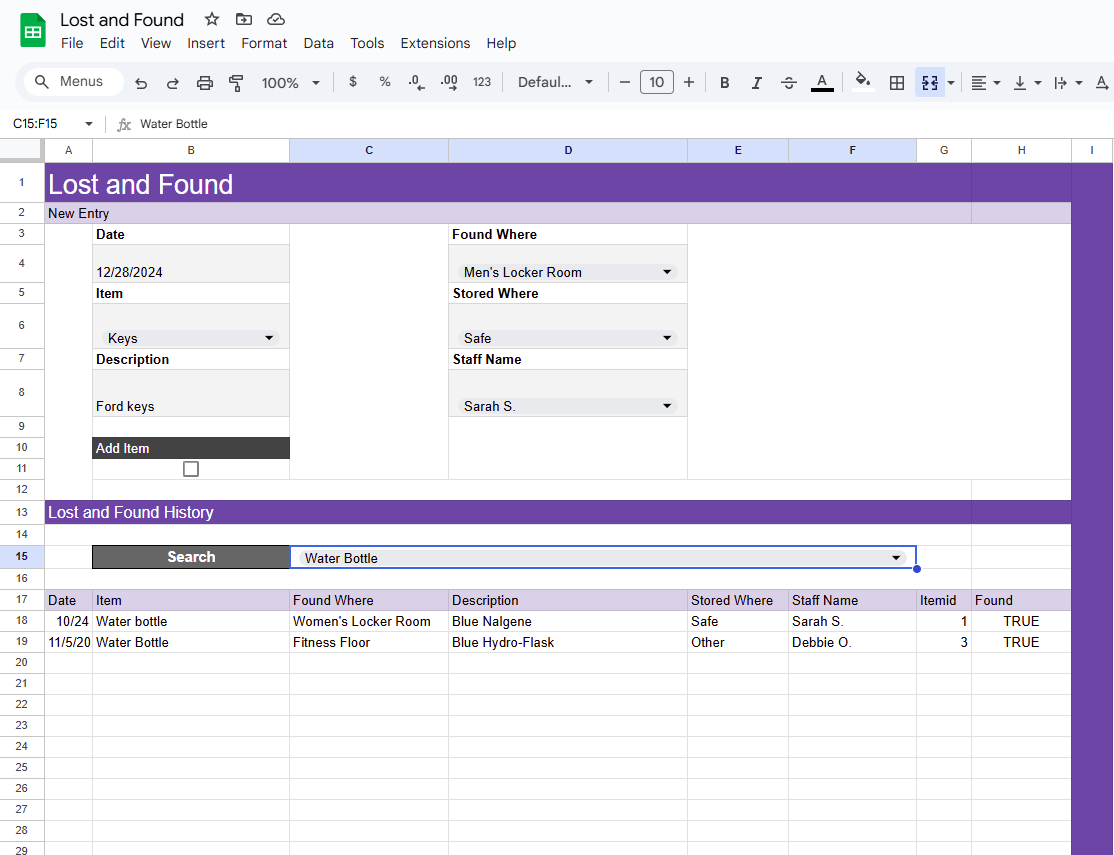 Lost and Found
File Edit View Insert Format Data Tools Extensions Help
Menus 100% $ % .0 .00 123 Defaul... − 10 + B I S A A
C15:F15 fx Water Bottle
A B C D E F G H I
1 Lost and Found
2 New Entry
3 Date Found Where
4 12/28/2024 Men's Locker Room
5 Item Stored Where
6 Keys Safe
7 Description Staff Name
8 Ford keys Sarah S.
9
10 Add Item
11
12
13 Lost and Found History
14
15 Search Water Bottle
16
17 Date Item Found Where Description Stored Where Staff Name Itemid Found
18 10/24 Water bottle Women's Locker Room Blue Nalgene Safe Sarah S. 1 TRUE
19 11/5/20 Water Bottle Fitness Floor Blue Hydro-Flask Other Debbie O. 3 TRUE
20
21
22
23
24
25
26
27
28
29